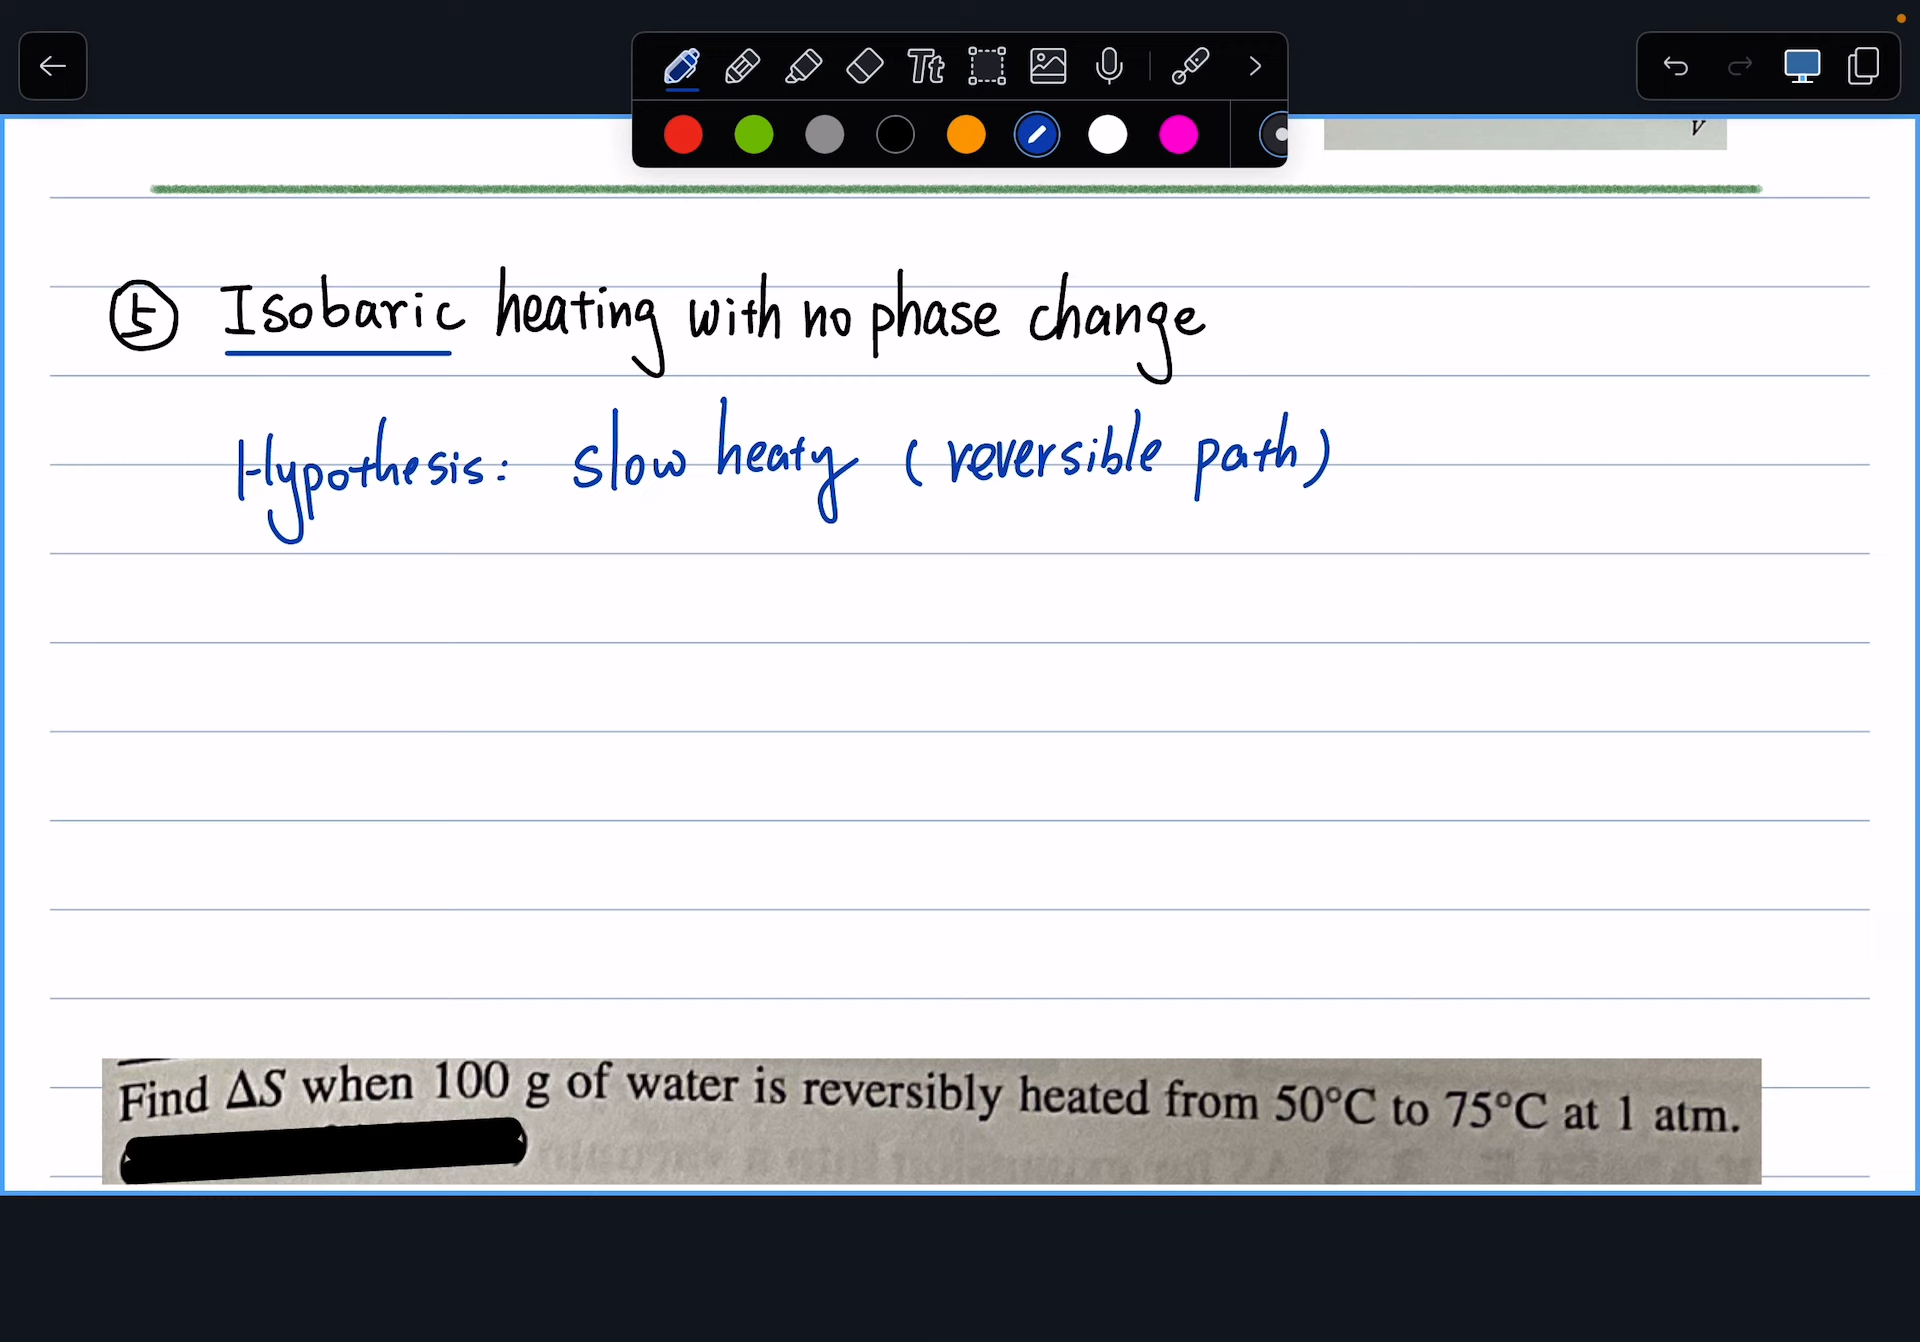 Tt
V
⑤ Isobaric heating with no phase change
Hypothesis: slow heaty (reversible path)
Find ΔS when 100 g of water is reversibly heated from 50°C to 75°C at 1 atm.